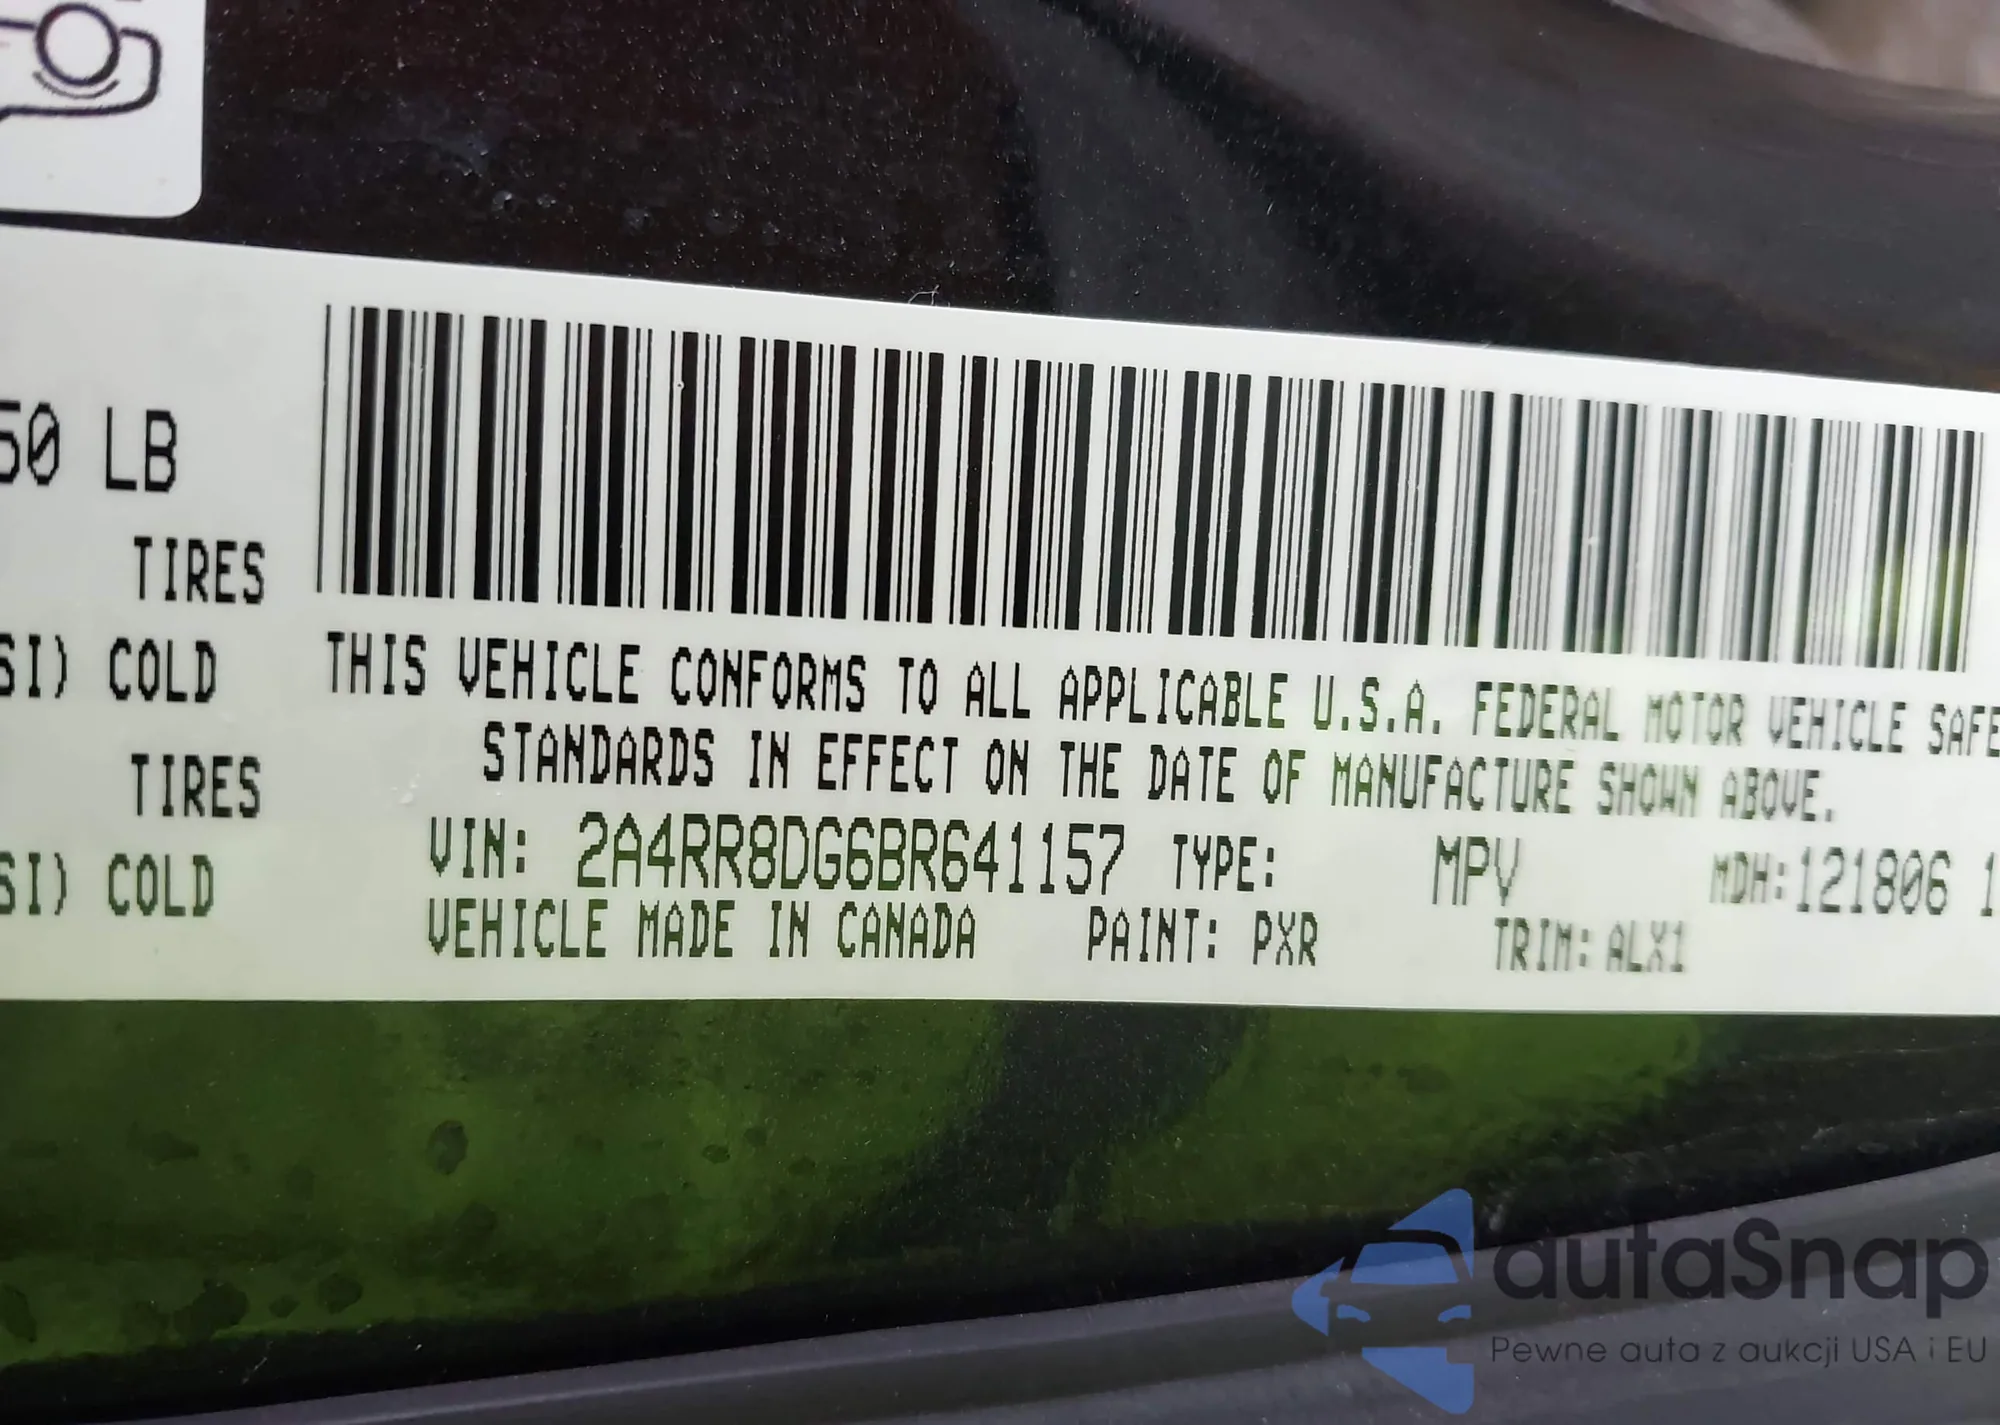 50 LB
TIRES
SI) COLD
TIRES
SI) COLD
THIS VEHICLE CONFORMS TO ALL APPLICABLE U.S.A. FEDERAL MOTOR VEHICLE SAFE
STANDARDS IN EFFECT ON THE DATE OF MANUFACTURE SHOWN ABOVE.
VIN: 2A4RR8DG6BR641157 TYPE: MPV MDH:121806 1
VEHICLE MADE IN CANADA PAINT: PXR TRIM: ALX1
autaSnap
Pewne auta z aukcji USA i EU